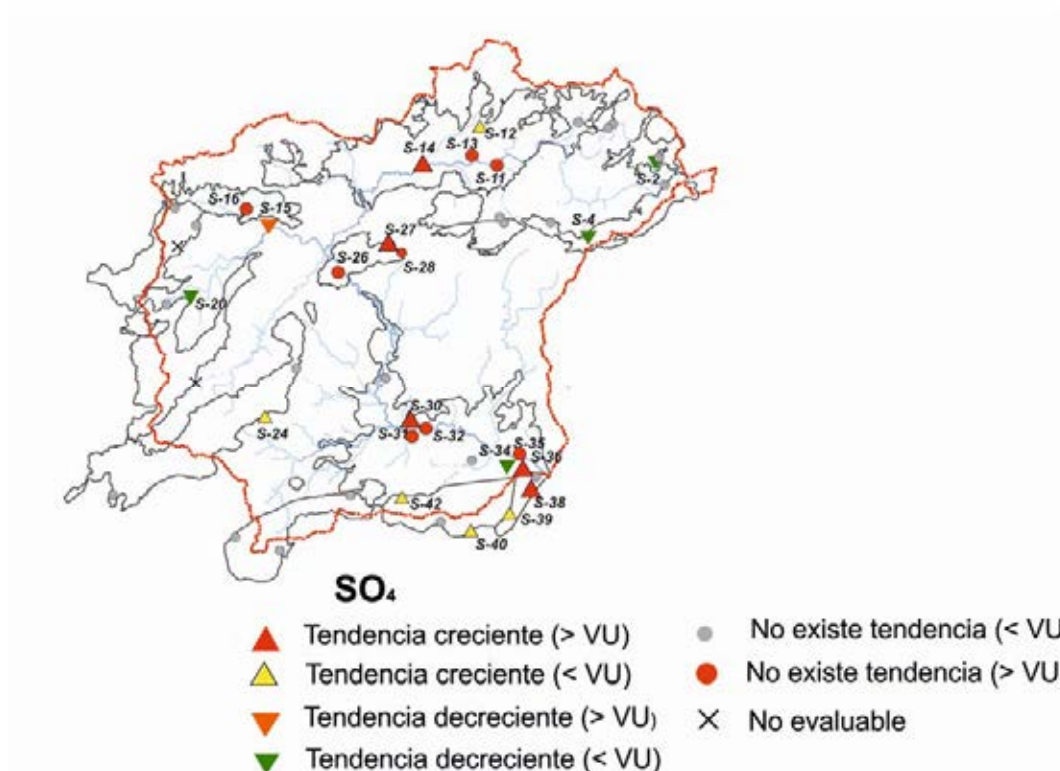 S-12
S-13
S-14
S-11
S-2
S-16
S-15
S-4
S-27
S-26
S-28
S-20
S-30
S-24
S-31
S-32
S-35
S-34
S-36
S-38
S-42
S-39
S-40
SO₄
Tendencia creciente (> VU)
Tendencia creciente (< VU)
Tendencia decreciente (> VU)
Tendencia decreciente (< VU)
No existe tendencia (< VU
No existe tendencia (> VU
No evaluable